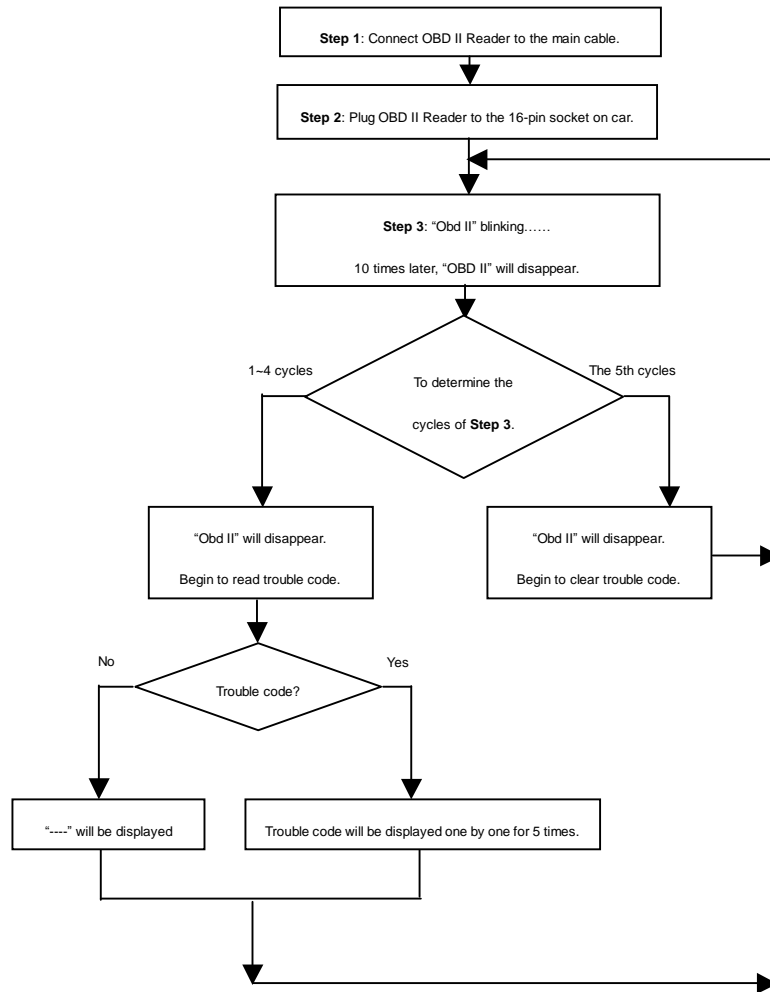 Step 1: Connect OBD II Reader to the main cable.
Step 2: Plug OBD II Reader to the 16-pin socket on car.
Step 3: “Obd II” blinking……
10 times later, “OBD II” will disappear.
1~4 cycles
To determine the
cycles of Step 3.
The 5th cycles
“Obd II” will disappear.
Begin to read trouble code.
“Obd II” will disappear.
Begin to clear trouble code.
No
Trouble code?
Yes
“----” will be displayed
Trouble code will be displayed one by one for 5 times.